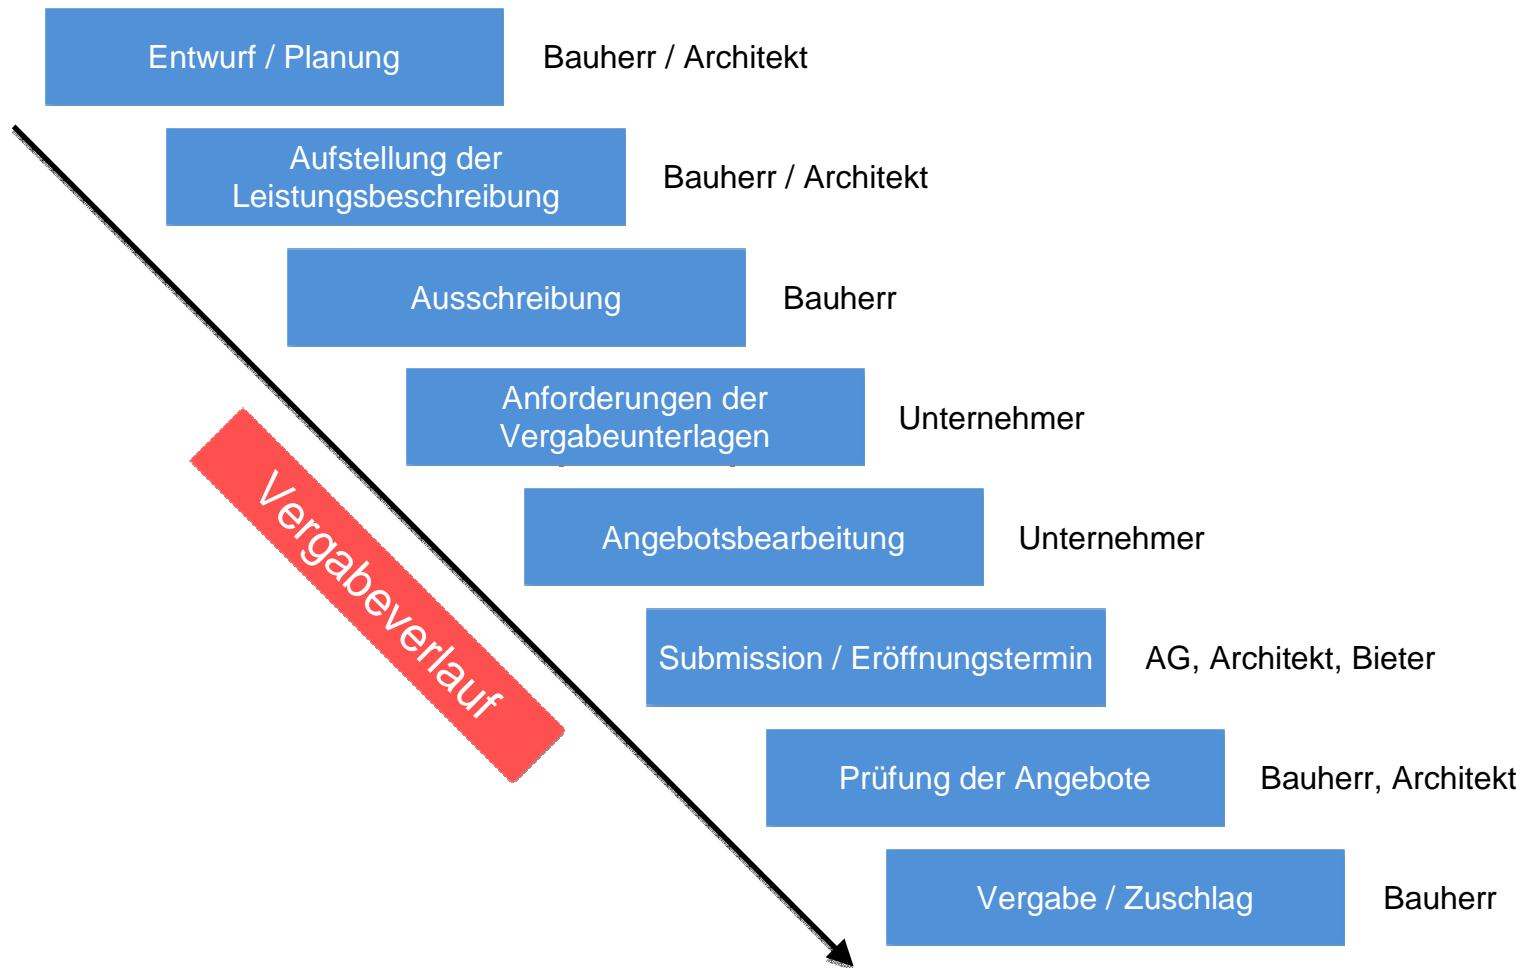 Entwurf / Planung
Bauherr / Architekt
Aufstellung der
Leistungsbeschreibung
Bauherr / Architekt
Ausschreibung
Bauherr
Anforderungen der
Vergabeunterlagen
Unternehmer
Angebotsbearbeitung
Unternehmer
Submission / Eröffnungstermin
AG, Architekt, Bieter
Prüfung der Angebote
Bauherr, Architekt
Vergabe / Zuschlag
Bauherr
Vergabeverlauf